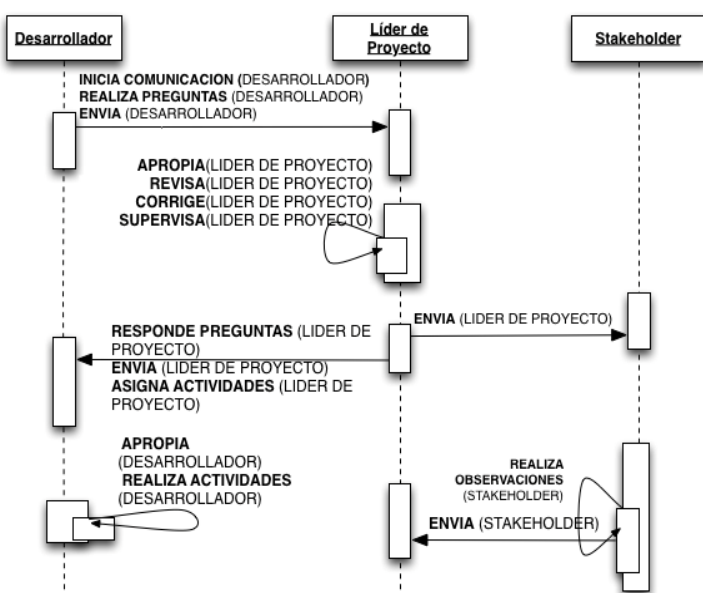 Desarrollador
Líder de
Proyecto
Stakeholder
INICIA COMUNICACION (DESARROLLADOR)
REALIZA PREGUNTAS (DESARROLLADOR)
ENVIA (DESARROLLADOR)
APROPIA(LIDER DE PROYECTO)
REVISA(LIDER DE PROYECTO)
CORRIGE(LIDER DE PROYECTO)
SUPERVISA(LIDER DE PROYECTO)
ENVIA (LIDER DE PROYECTO)
RESPONDE PREGUNTAS (LIDER DE
PROYECTO)
ENVIA (LIDER DE PROYECTO)
ASIGNA ACTIVIDADES (LIDER DE
PROYECTO)
APROPIA
(DESARROLLADOR)
REALIZA ACTIVIDADES
(DESARROLLADOR)
REALIZA
OBSERVACIONES
(STAKEHOLDER)
ENVIA (STAKEHOLDER)